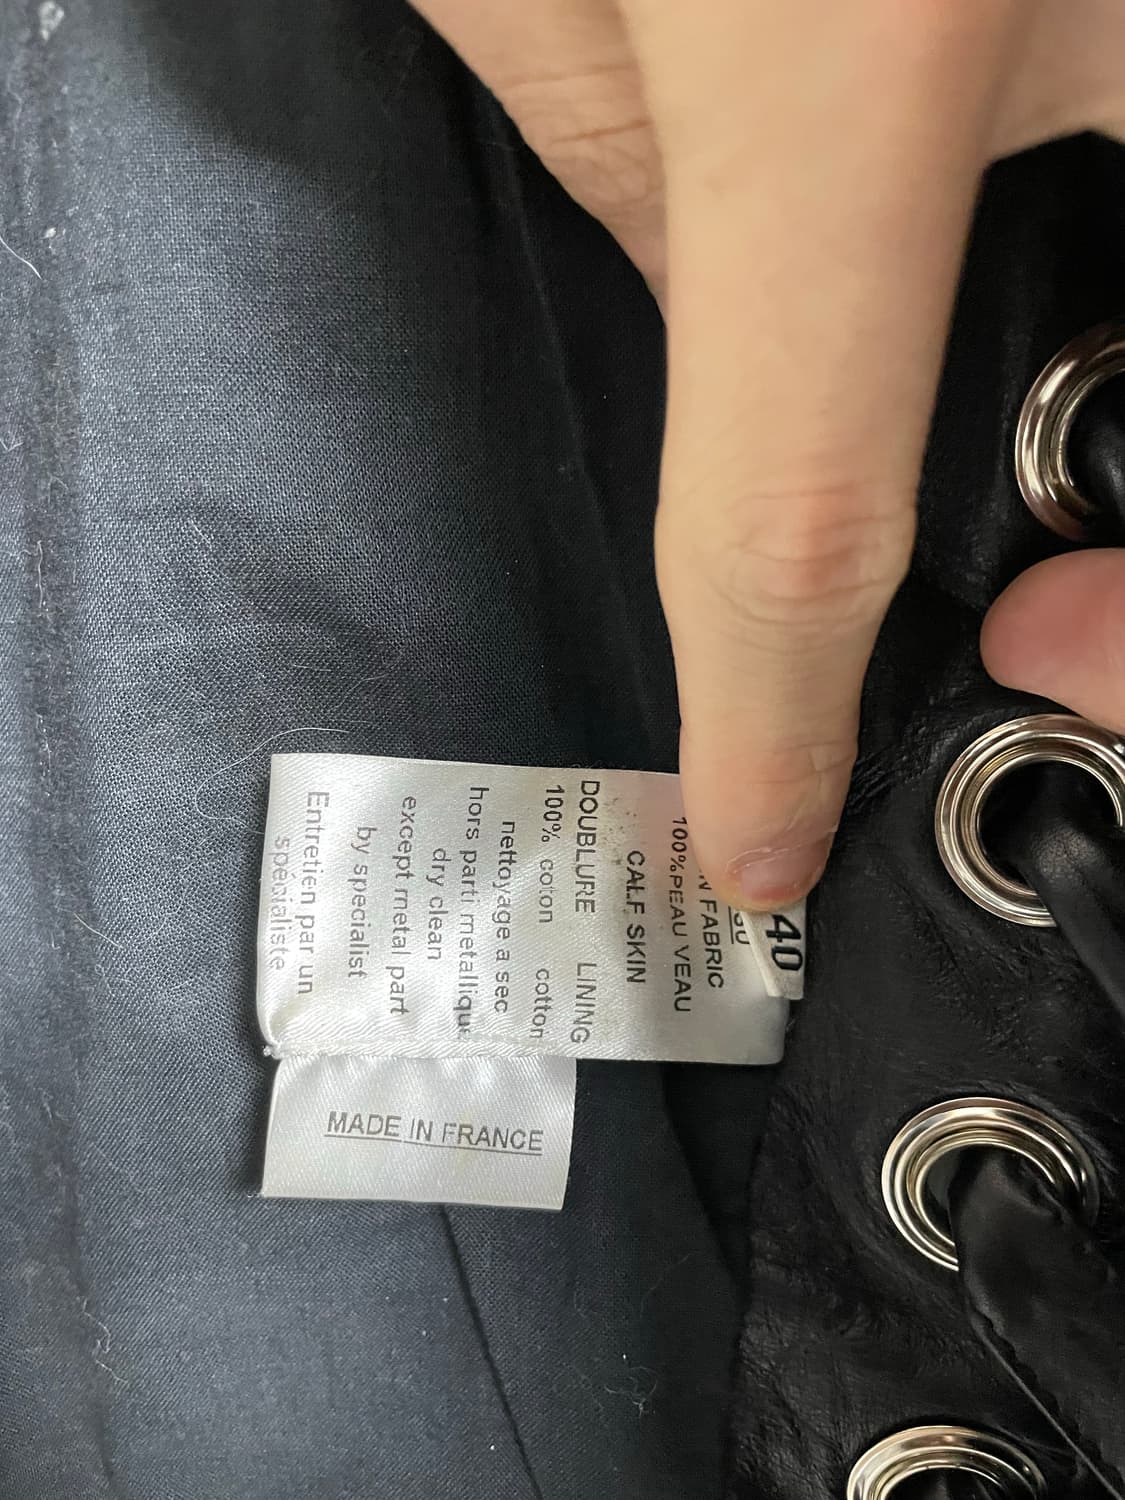 40
FABRIC
100%PEAU VEAU
CALF SKIN
DOUBLURE LINING
100% coton cotton
nettoyage a sec
hors parti metallique
dry clean
except metal part
by specialist
Entretien par un
specialiste
MADE IN FRANCE